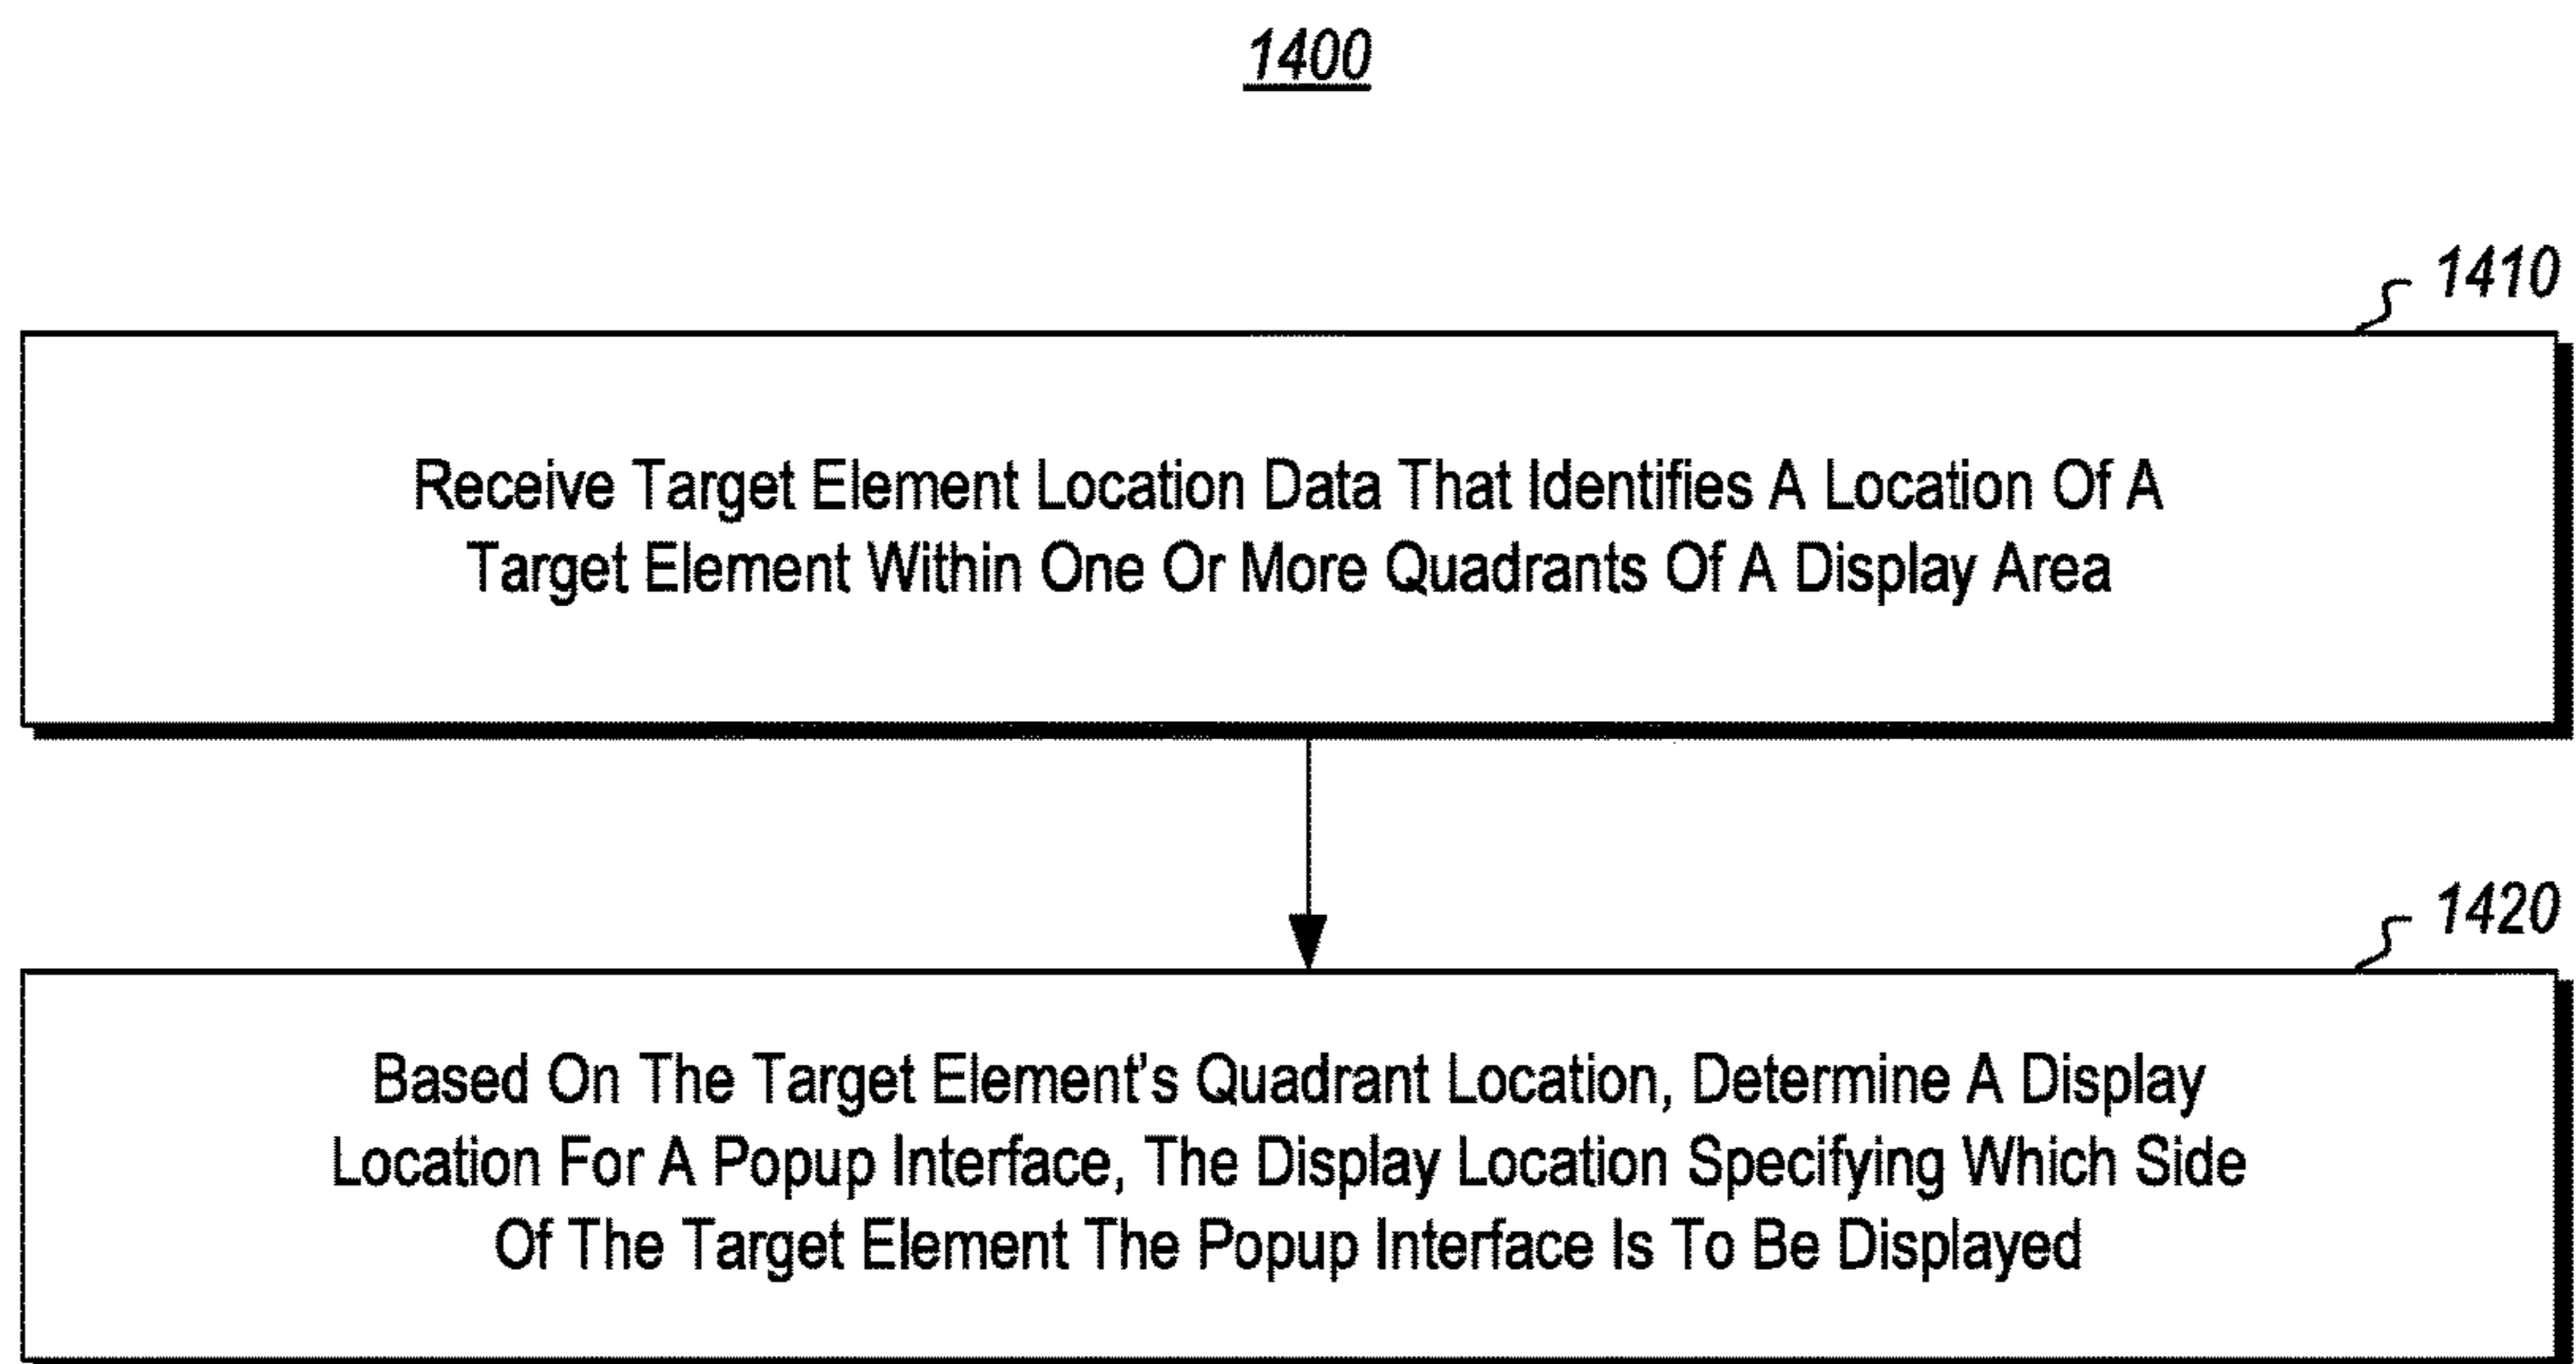 1400
1410
Receive Target Element Location Data That Identifies A Location Of A
Target Element Within One Or More Quadrants Of A Display Area
1420
Based On The Target Element's Quadrant Location, Determine A Display
Location For A Popup Interface, The Display Location Specifying Which Side
Of The Target Element The Popup Interface Is To Be Displayed